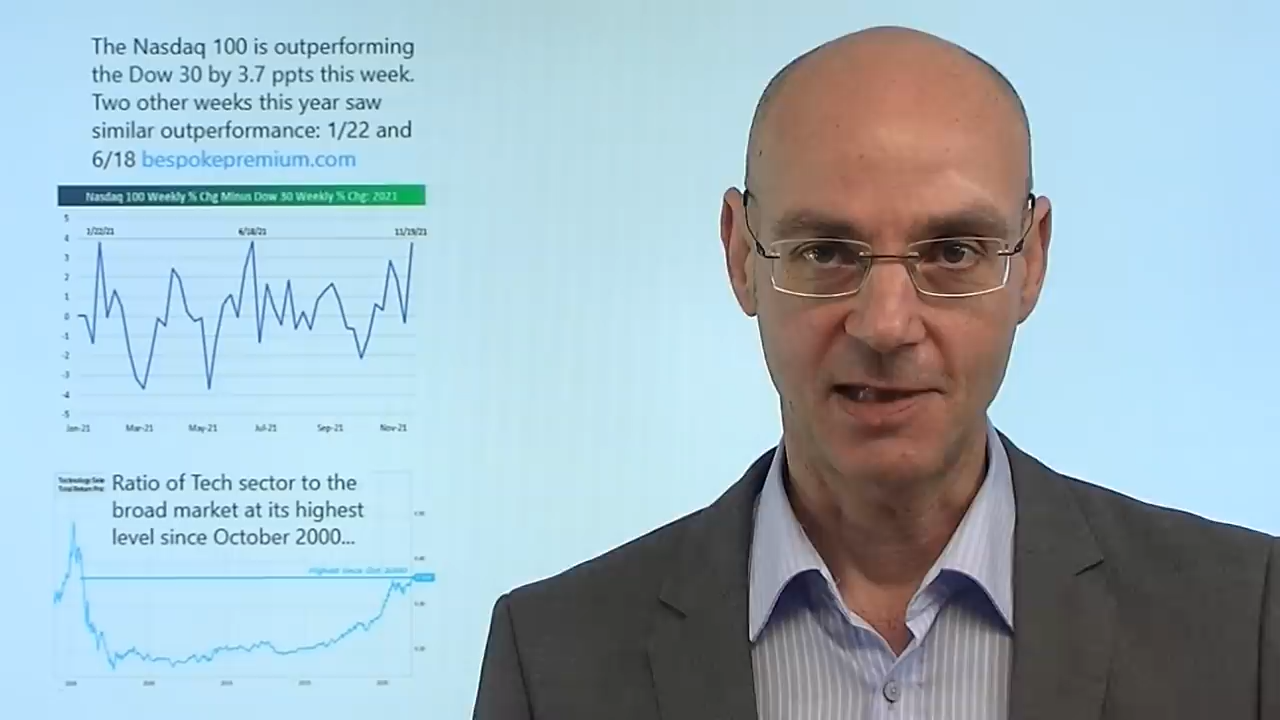 The Nasdaq 100 is outperforming
the Dow 30 by 3.7 ppts this week.
Two other weeks this year saw
similar outperformance: 1/22 and
6/18 bespokepremium.com
Nasdaq 100 Weekly % Chg Minus Dow 30 Weekly % Chg: 2021
5
1/22/21 6/18/21 11/19/21
4
3
2
1
0
-1
-2
-3
-4
-5
Jan-21 Mar-21 May-21 Jul-21 Sep-21 Nov-21
Ratio of Tech sector to the
broad market at its highest
level since October 2000...
Highest since Oct 2000